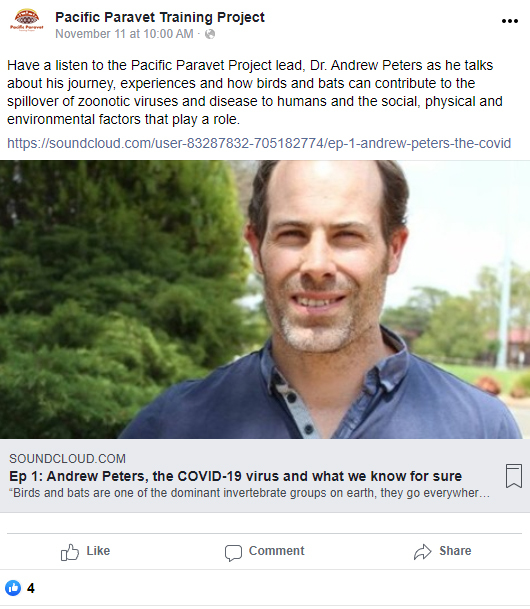 Pacific Paravet Training Project
November 11 at 10:00 AM ·
Pacific Paravet
Have a listen to the Pacific Paravet Project lead, Dr. Andrew Peters as he talks
about his journey, experiences and how birds and bats can contribute to the
spillover of zoonotic viruses and disease to humans and the social, physical and
environmental factors that play a role.
https://soundcloud.com/user-83287832-705182774/ep-1-andrew-peters-the-covid
SOUNDCLOUD.COM
Ep 1: Andrew Peters, the COVID-19 virus and what we know for sure
“Birds and bats are one of the dominant invertebrate groups on earth, they go everywher...
Like
Comment
Share
4